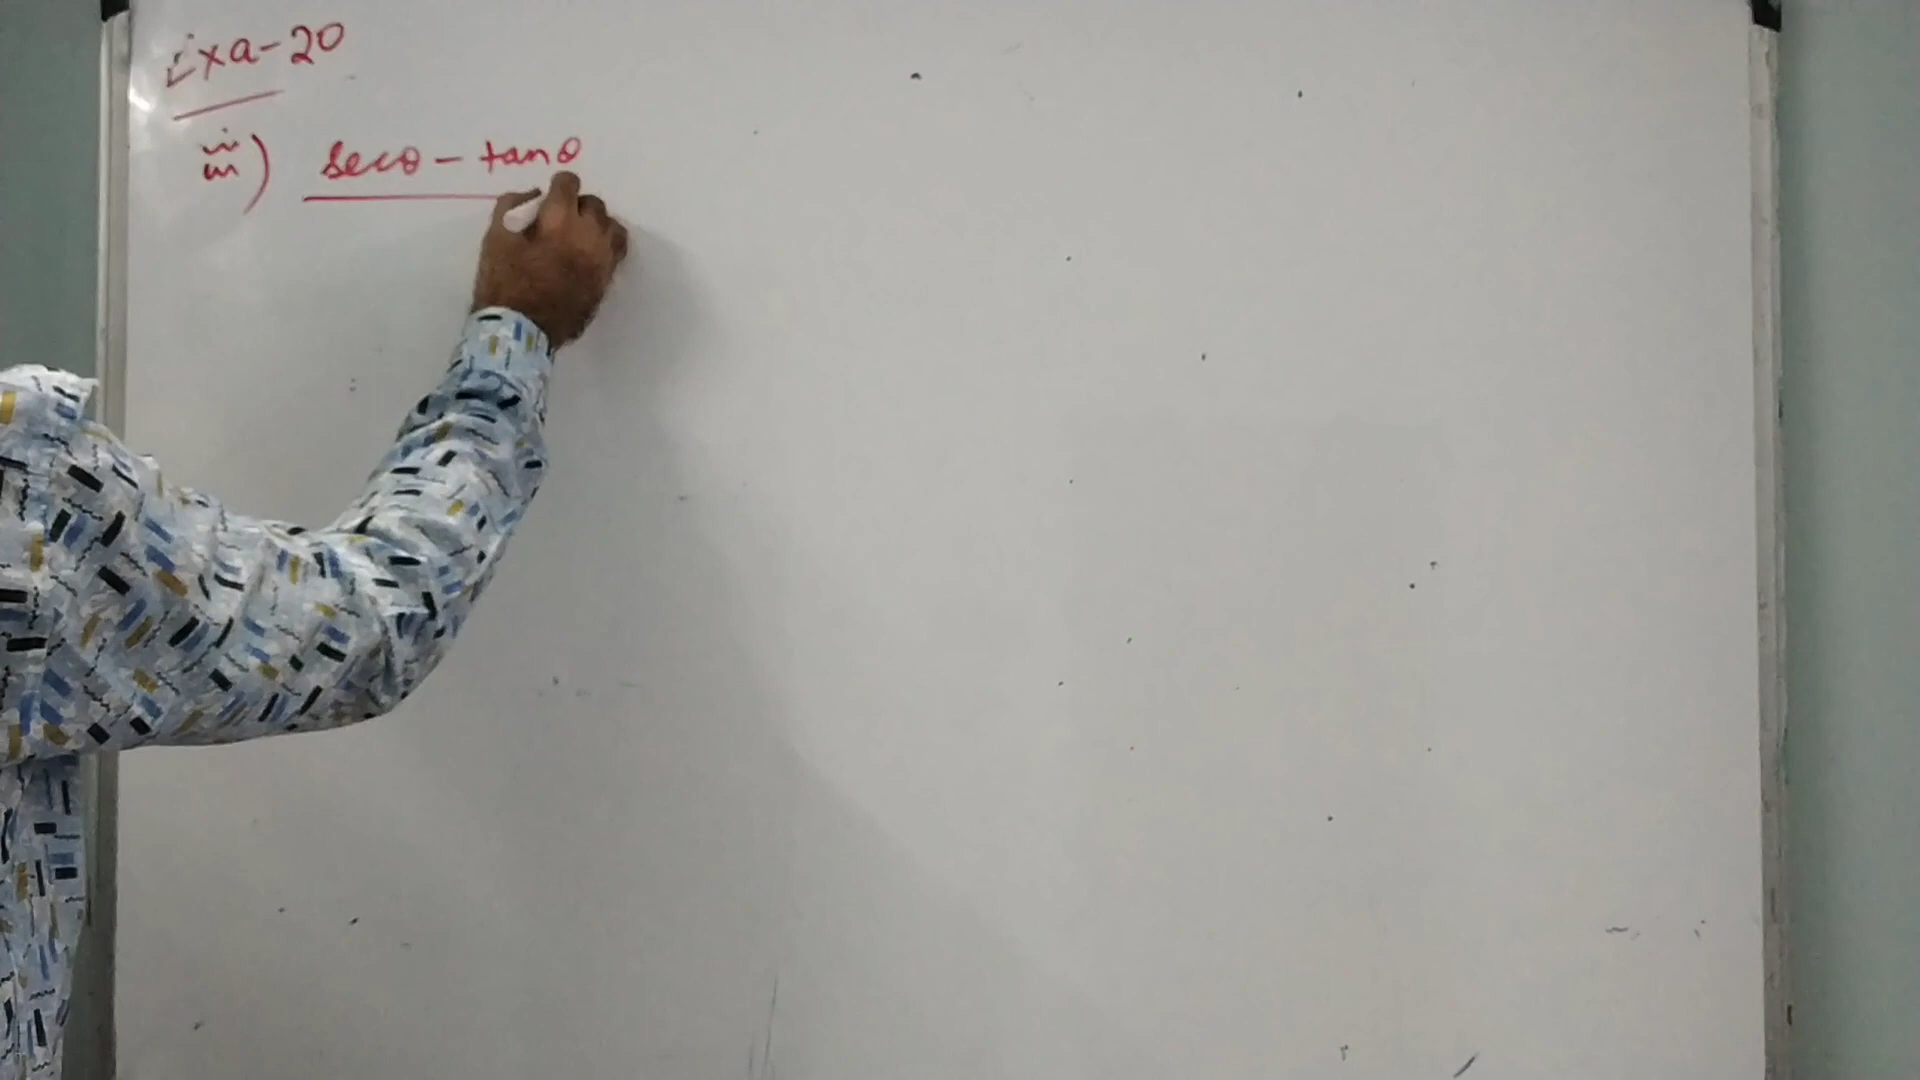 Exa-20
iii) secθ - tanθ